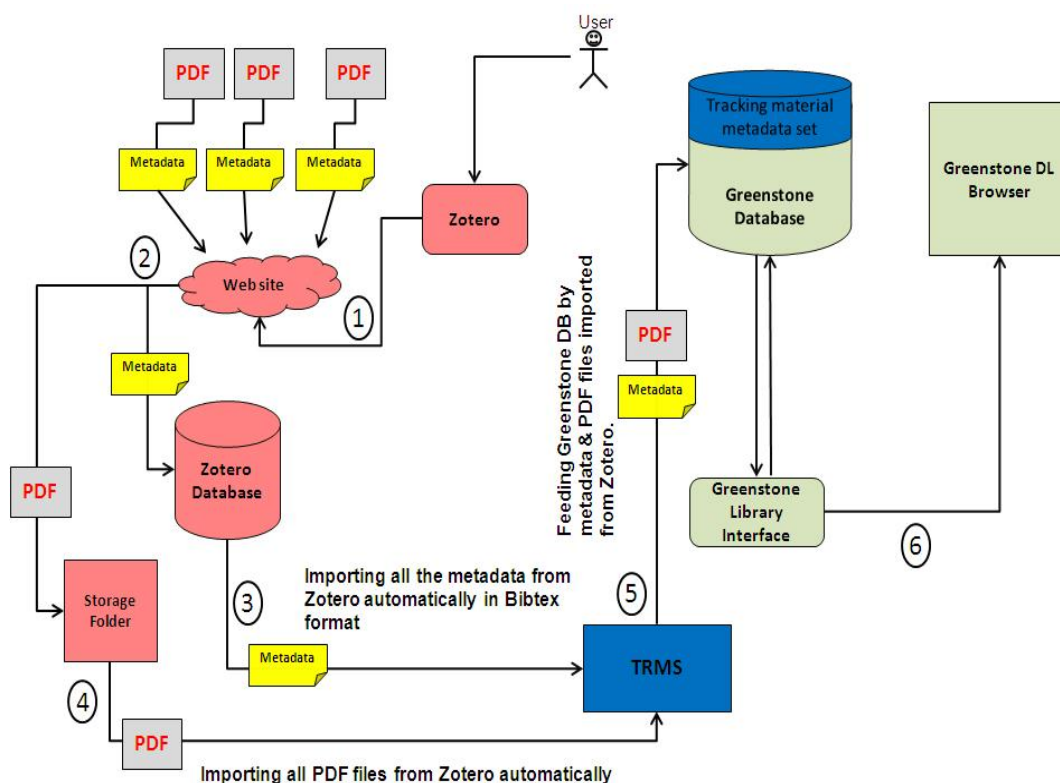 User
PDF
PDF
PDF
Metadata
Metadata
Metadata
Tracking material
metadata set
Greenstone
Database
Greenstone DL
Browser
Zotero
2
Web site
1
Metadata
PDF
Metadata
Feeding Greenstone DB by
metadata & PDF files imported
from Zotero.
Zotero
Database
PDF
Greenstone
Library
Interface
6
Storage
Folder
3
Importing all the metadata from
Zotero automatically in Bibtex
format
5
Metadata
TRMS
4
PDF
Importing all PDF files from Zotero automatically